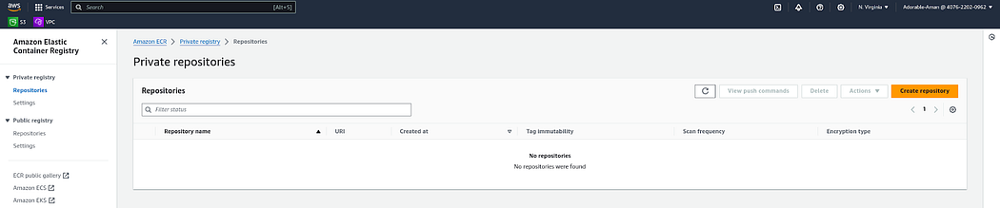 aws Services Search [Alt+S] N. Virginia Adorable-Aman @ 4076-2202-0962
S3 VPC
Amazon Elastic
Container Registry
Private registry
Repositories
Settings
Public registry
Repositories
Settings
ECR public gallery
Amazon ECS
Amazon EKS
Amazon ECR > Private registry > Repositories
Private repositories
Repositories View push commands Delete Actions Create repository
Filter status 1
Repository name URI Created at Tag immutability Scan frequency Encryption type
No repositories
No repositories were found